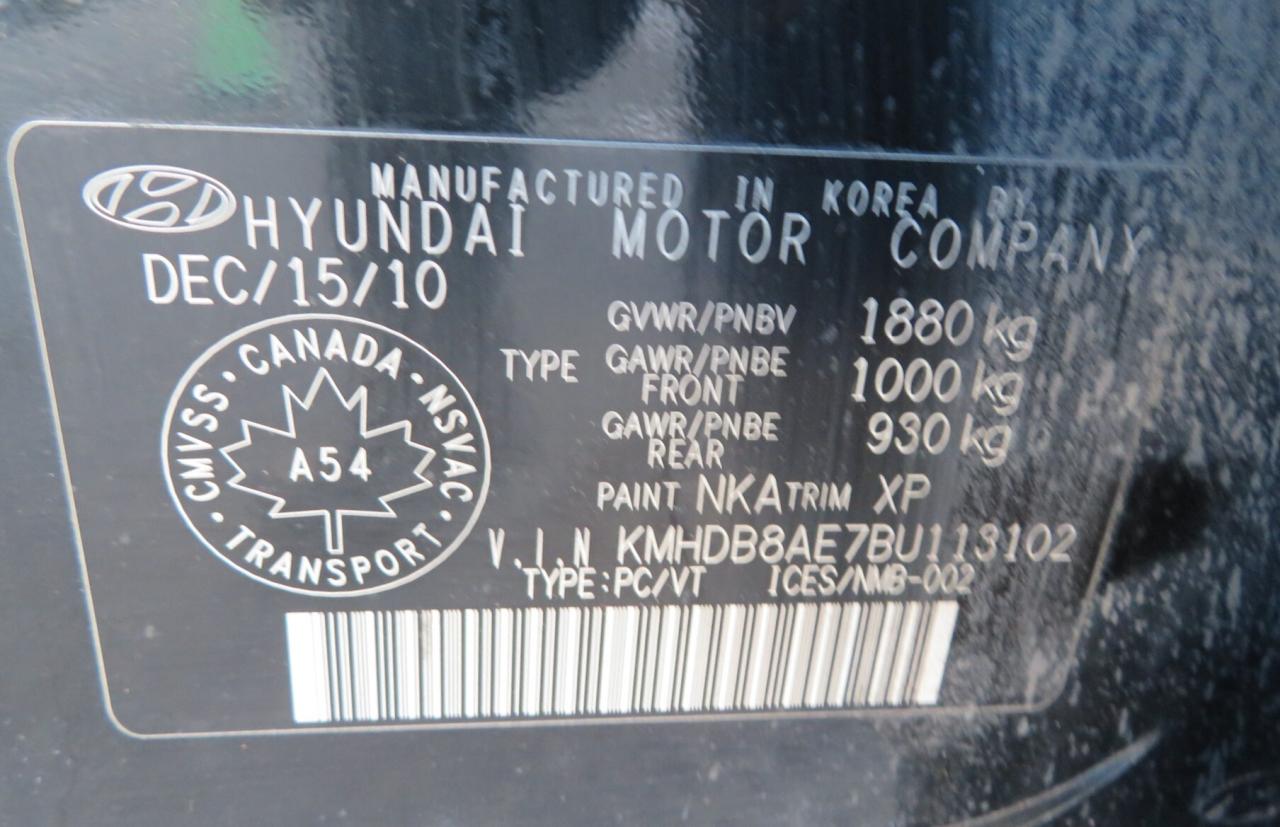 MANUFACTURED IN KOREA BY
HYUNDAI MOTOR COMPANY
DEC/15/10
GVWR/PNBV 1880 kg
TYPE GAWR/PNBE FRONT 1000 kg
GAWR/PNBE REAR 930 kg
PAINT NKA TRIM XP
V.I.N. KMHDB8AE7BU113102
TYPE:PC/VT ICES/NMB-002
CANADA · NSVAC · TRANSPORT · CMVSS ·
A54